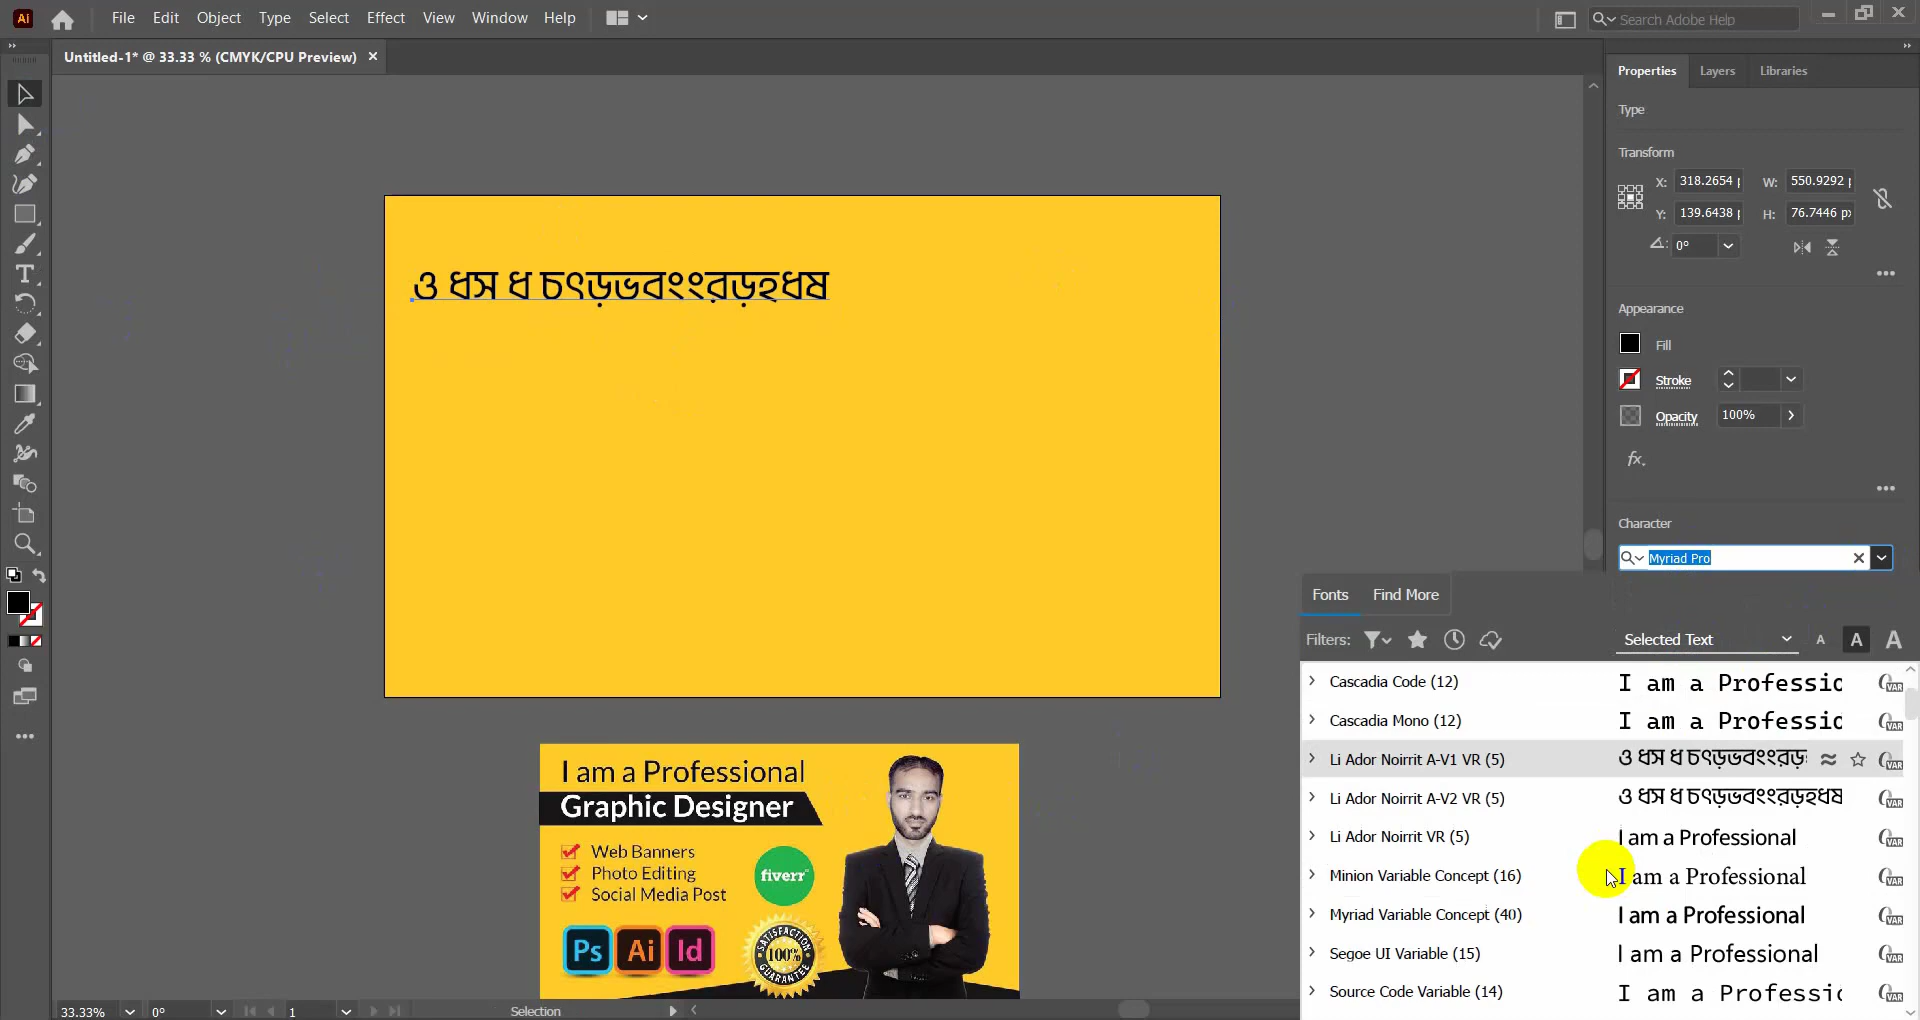 Ai File Edit Object Type Select Effect View Window Help Search Adobe Help
Untitled-1* @ 33.33 % (CMYK/CPU Preview)
Properties Layers Libraries
Type
Transform
X: 318.2654 W: 550.9292
Y: 139.6438 H: 76.7446 px
0°
Appearance
Fill
Stroke
Opacity 100%
fx
Character
Myriad Pro
ও ধস ধ চৎড়ভবংংরড়হধষ
Fonts Find More
Filters: Selected Text A A A
Cascadia Code (12) I am a Professio
Cascadia Mono (12) I am a Professio
Li Ador Noirrit A-V1 VR (5) ও ধস ধ চৎড়ভবংংরড়
Li Ador Noirrit A-V2 VR (5) ও ধস ধ চৎড়ভবংংরড়হধষ
Li Ador Noirrit VR (5) I am a Professional
Minion Variable Concept (16) I am a Professional
Myriad Variable Concept (40) I am a Professional
Segoe UI Variable (15) I am a Professional
Source Code Variable (14) I am a Professio
I am a Professional
Graphic Designer
Web Banners
Photo Editing
Social Media Post
fiverr
Ps Ai Id
SATISFACTION
100%
GUARANTEE
33.33% 0° 1 Selection